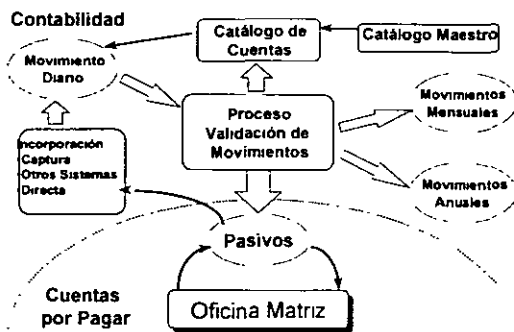 Contabilidad
Catálogo de
Cuentas
Catálogo Maestro
Movimiento
Diano
Proceso
Validación de
Movimientos
Movimientos
Mensuales
Incorporación
Captura
Otros Sistemas
Directa
Movimientos
Anuales
Pasivos
Cuentas
por Pagar
Oficina Matriz